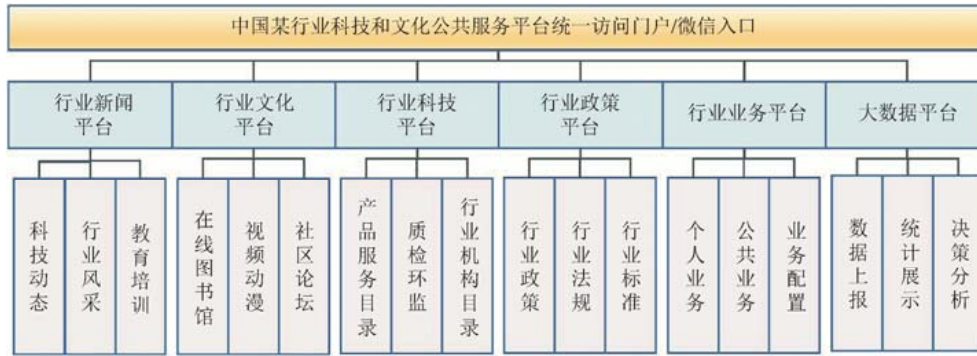 中国某行业科技和文化公共服务平台统一访问门户/微信入口
行业新闻
平台
行业文化
平台
行业科技
平台
行业政策
平台
行业业务平台
大数据平台
科技动态
行业风采
教育培训
在线图书馆
视频动漫
社区论坛
产品服务目录
质检环监
行业机构目录
行业政策
行业法规
行业标准
个人业务
公共业务
业务配置
数据上报
统计展示
决策分析